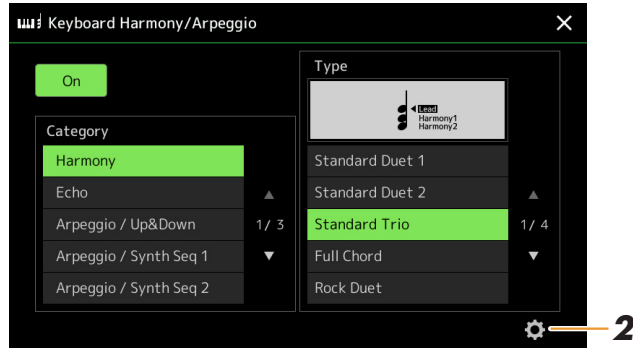 Keyboard Harmony/Arpeggio
On
Category
Harmony
Echo
Arpeggio / Up&Down
Arpeggio / Synth Seq 1
Arpeggio / Synth Seq 2
1/ 3
Type
Lead
Harmony1
Harmony2
Standard Duet 1
Standard Duet 2
Standard Trio
Full Chord
Rock Duet
1/ 4
2